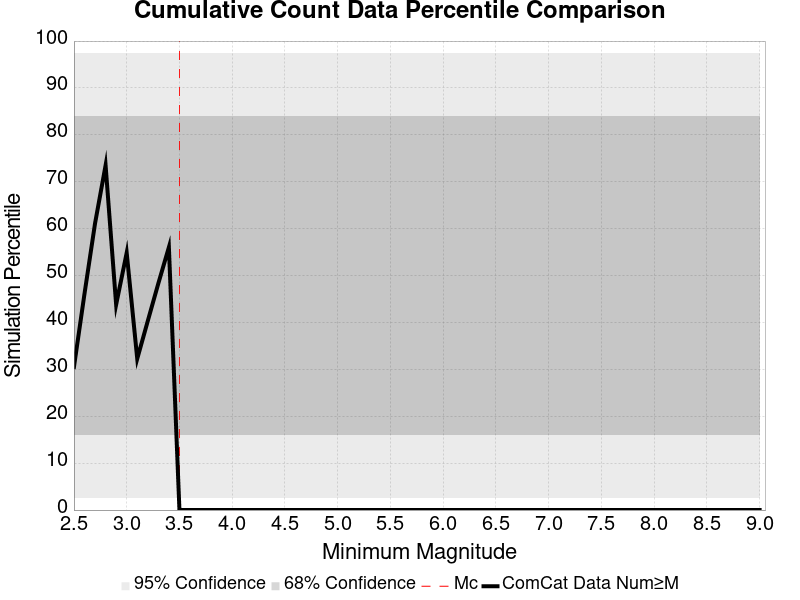 Cumulative Count Data Percentile Comparison
100
90
80
70
60
50
40
30
20
10
0
Simulation Percentile
2.5 3.0 3.5 4.0 4.5 5.0 5.5 6.0 6.5 7.0 7.5 8.0 8.5 9.0
Minimum Magnitude
95% Confidence 68% Confidence Mc ComCat Data Num≥M